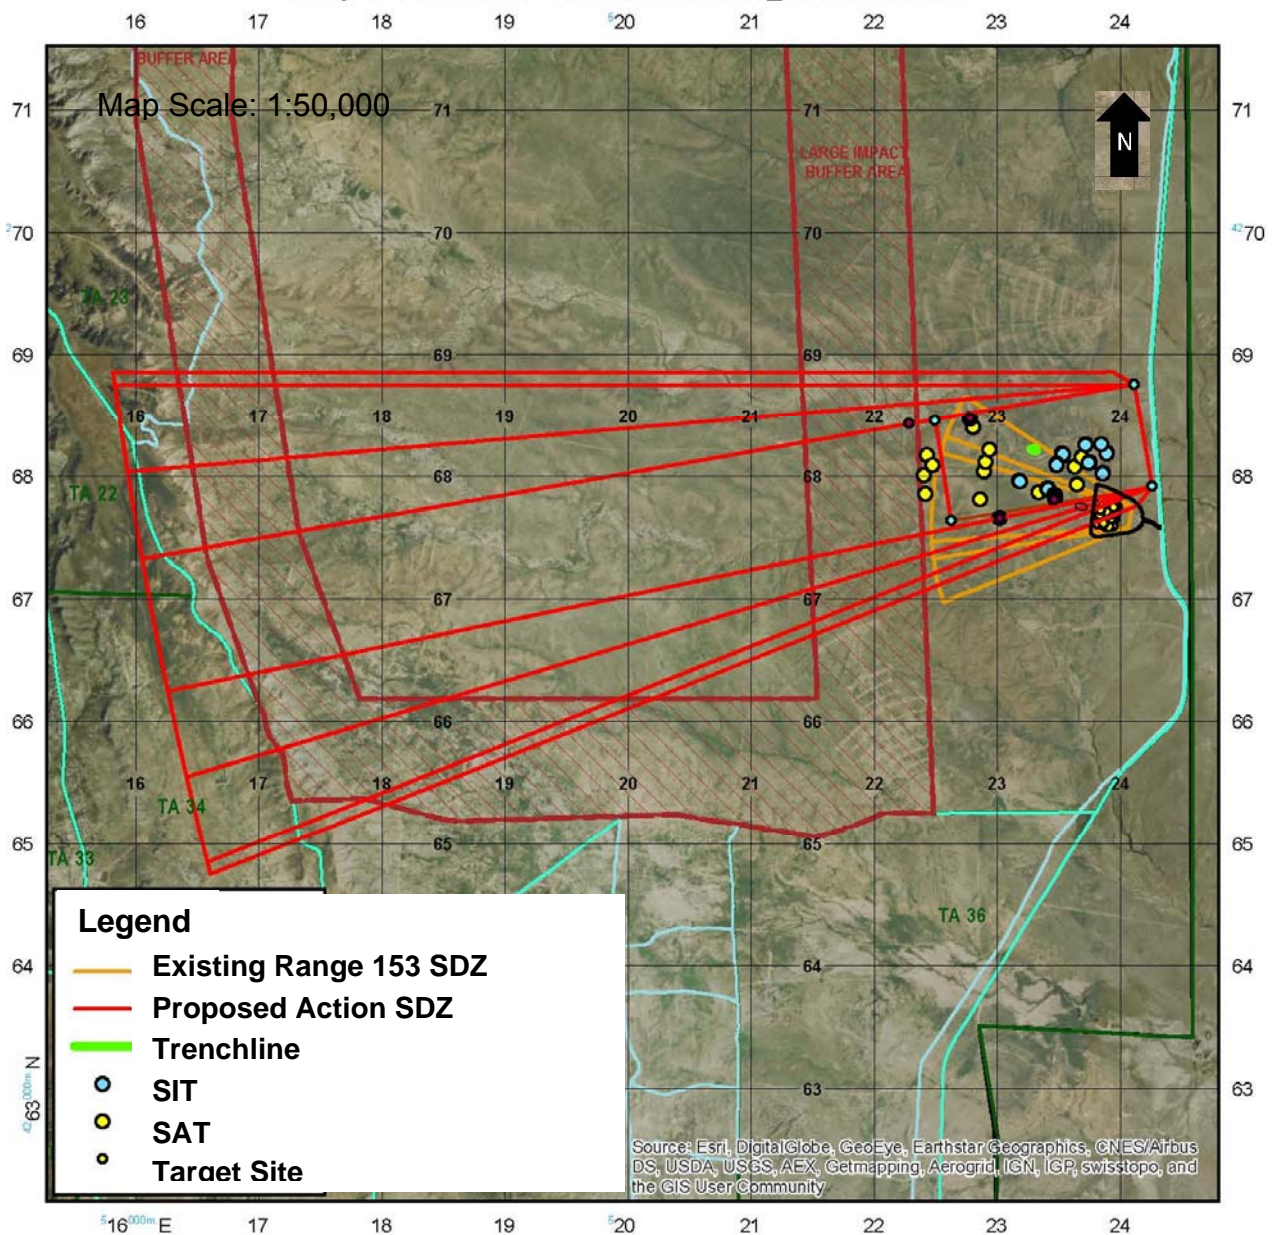 16 17 18 19 520 21 22 23 24
BUFFER AREA
Map Scale: 1:50,000
N
71 71 71 71
LARGE IMPACT
BUFFER AREA
270 70 70 4270
TA 23
69 69 69 69
16 17 18 19 20 21 22 23 24
68 68 68 68
TA 22
67 67 67 67
66 66 66 66
16 17 18 19 20 21 22 23 24
TA 34
65 65 65 65
TA 33
TA 36
Legend
Existing Range 153 SDZ
Proposed Action SDZ
Trenchline
SIT
SAT
Target Site
64 64 64
4263000m N 63 63
Source: Esri, DigitalGlobe, GeoEye, Earthstar Geographics, CNES/Airbus
DS, USDA, USGS, AEX, Getmapping, Aerogrid, IGN, IGP, swisstopo, and
the GIS User Community
516000m E 17 18 19 520 21 22 23 24